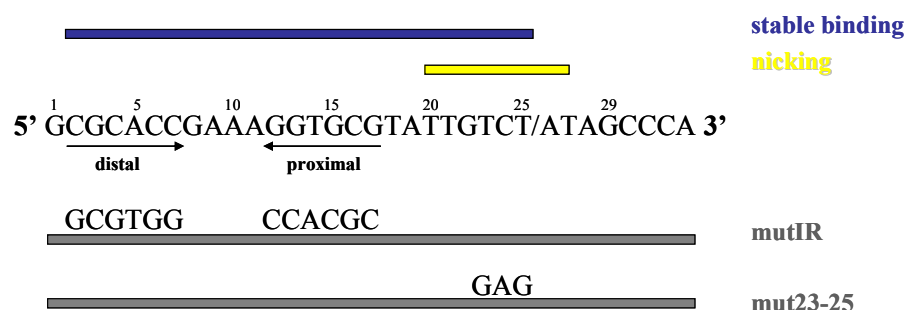 stable binding
nicking
1 5 10 15 20 25 29
5’ GCGCACCGAAAGGTGCGTATTGTCT/ATAGCCCA 3’
distal proximal
GCGTGG CCACGC
mutIR
GAG
mut23-25